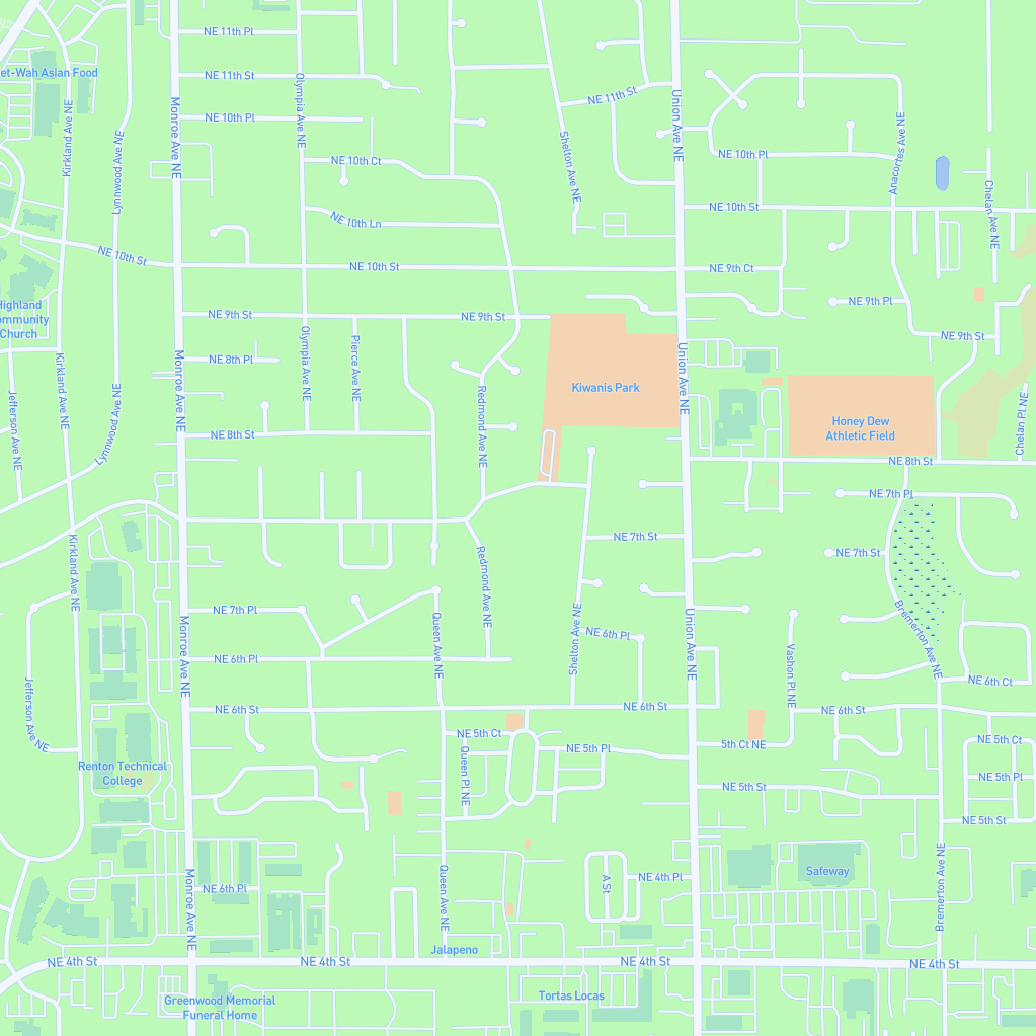 NE 11th Pl
et-Wah Asian Food
NE 11th St
Olympia Ave NE
Monroe Ave NE
Kirkland Ave NE
Lynnwood Ave NE
NE 10th Pl
NE 10th Ct
NE 10th Ln
NE 10th St
NE 10th St
NE 11th St
Union Ave NE
Shelton Ave NE
NE 10th Pl
Anacortes Ave NE
Chelan Ave NE
NE 10th St
NE 9th Ct
NE 9th Pl
NE 9th St
Highland
ommunity
Church
NE 9th St
NE 9th St
Olympia Ave NE
Pierce Ave NE
NE 8th Pl
Monroe Ave NE
Kirkland Ave NE
Jefferson Ave NE
Lynnwood Ave NE
NE 8th St
Redmond Ave NE
Kiwanis Park
Union Ave NE
Honey Dew
Athletic Field
Chelan Pl NE
NE 8th St
NE 7th Pl
NE 7th St
NE 7th St
Kirkland Ave NE
Redmond Ave NE
NE 7th Pl
Queen Ave NE
Monroe Ave NE
NE 6th Pl
NE 6th Pl
Shelton Ave NE
Union Ave NE
Vashon Pl NE
Bremerton Ave NE
NE 6th Ct
Jefferson Ave NE
NE 6th St
NE 6th St
NE 6th St
NE 5th Ct
NE 5th Pl
5th Ct NE
NE 5th Ct
Queen Pl NE
Renton Technical
College
NE 5th Pl
NE 5th St
NE 5th St
Bremerton Ave NE
Queen Ave NE
Monroe Ave NE
NE 6th Pl
A St
NE 4th Pl
Safeway
Jalapeno
NE 4th St
NE 4th St
NE 4th St
NE 4th St
Greenwood Memorial
Funeral Home
Tortas Locas